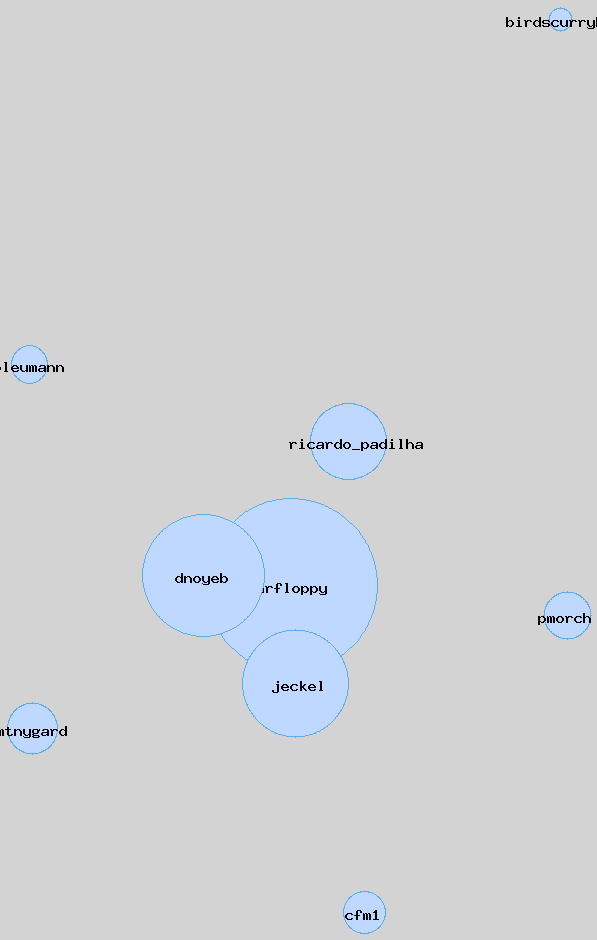 birdscurry
leumann
ricardo_padilha
dnoyeb
rfloppy
pmorch
jeckel
mtnygard
cfm1